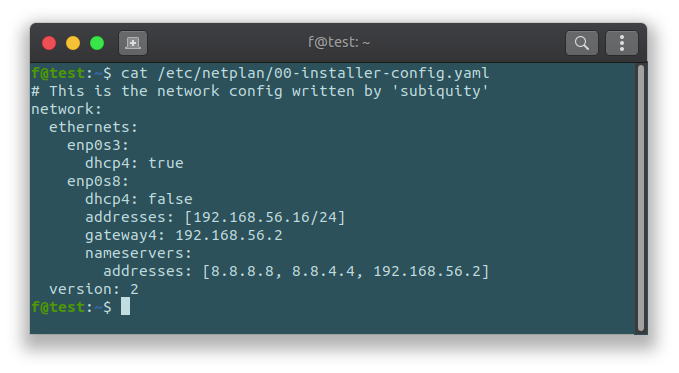 f@test: ~
f@test:~$ cat /etc/netplan/00-installer-config.yaml
# This is the network config written by 'subiquity'
network:
  ethernets:
    enp0s3:
      dhcp4: true
    enp0s8:
      dhcp4: false
      addresses: [192.168.56.16/24]
      gateway4: 192.168.56.2
      nameservers:
        addresses: [8.8.8.8, 8.8.4.4, 192.168.56.2]
  version: 2
f@test:~$